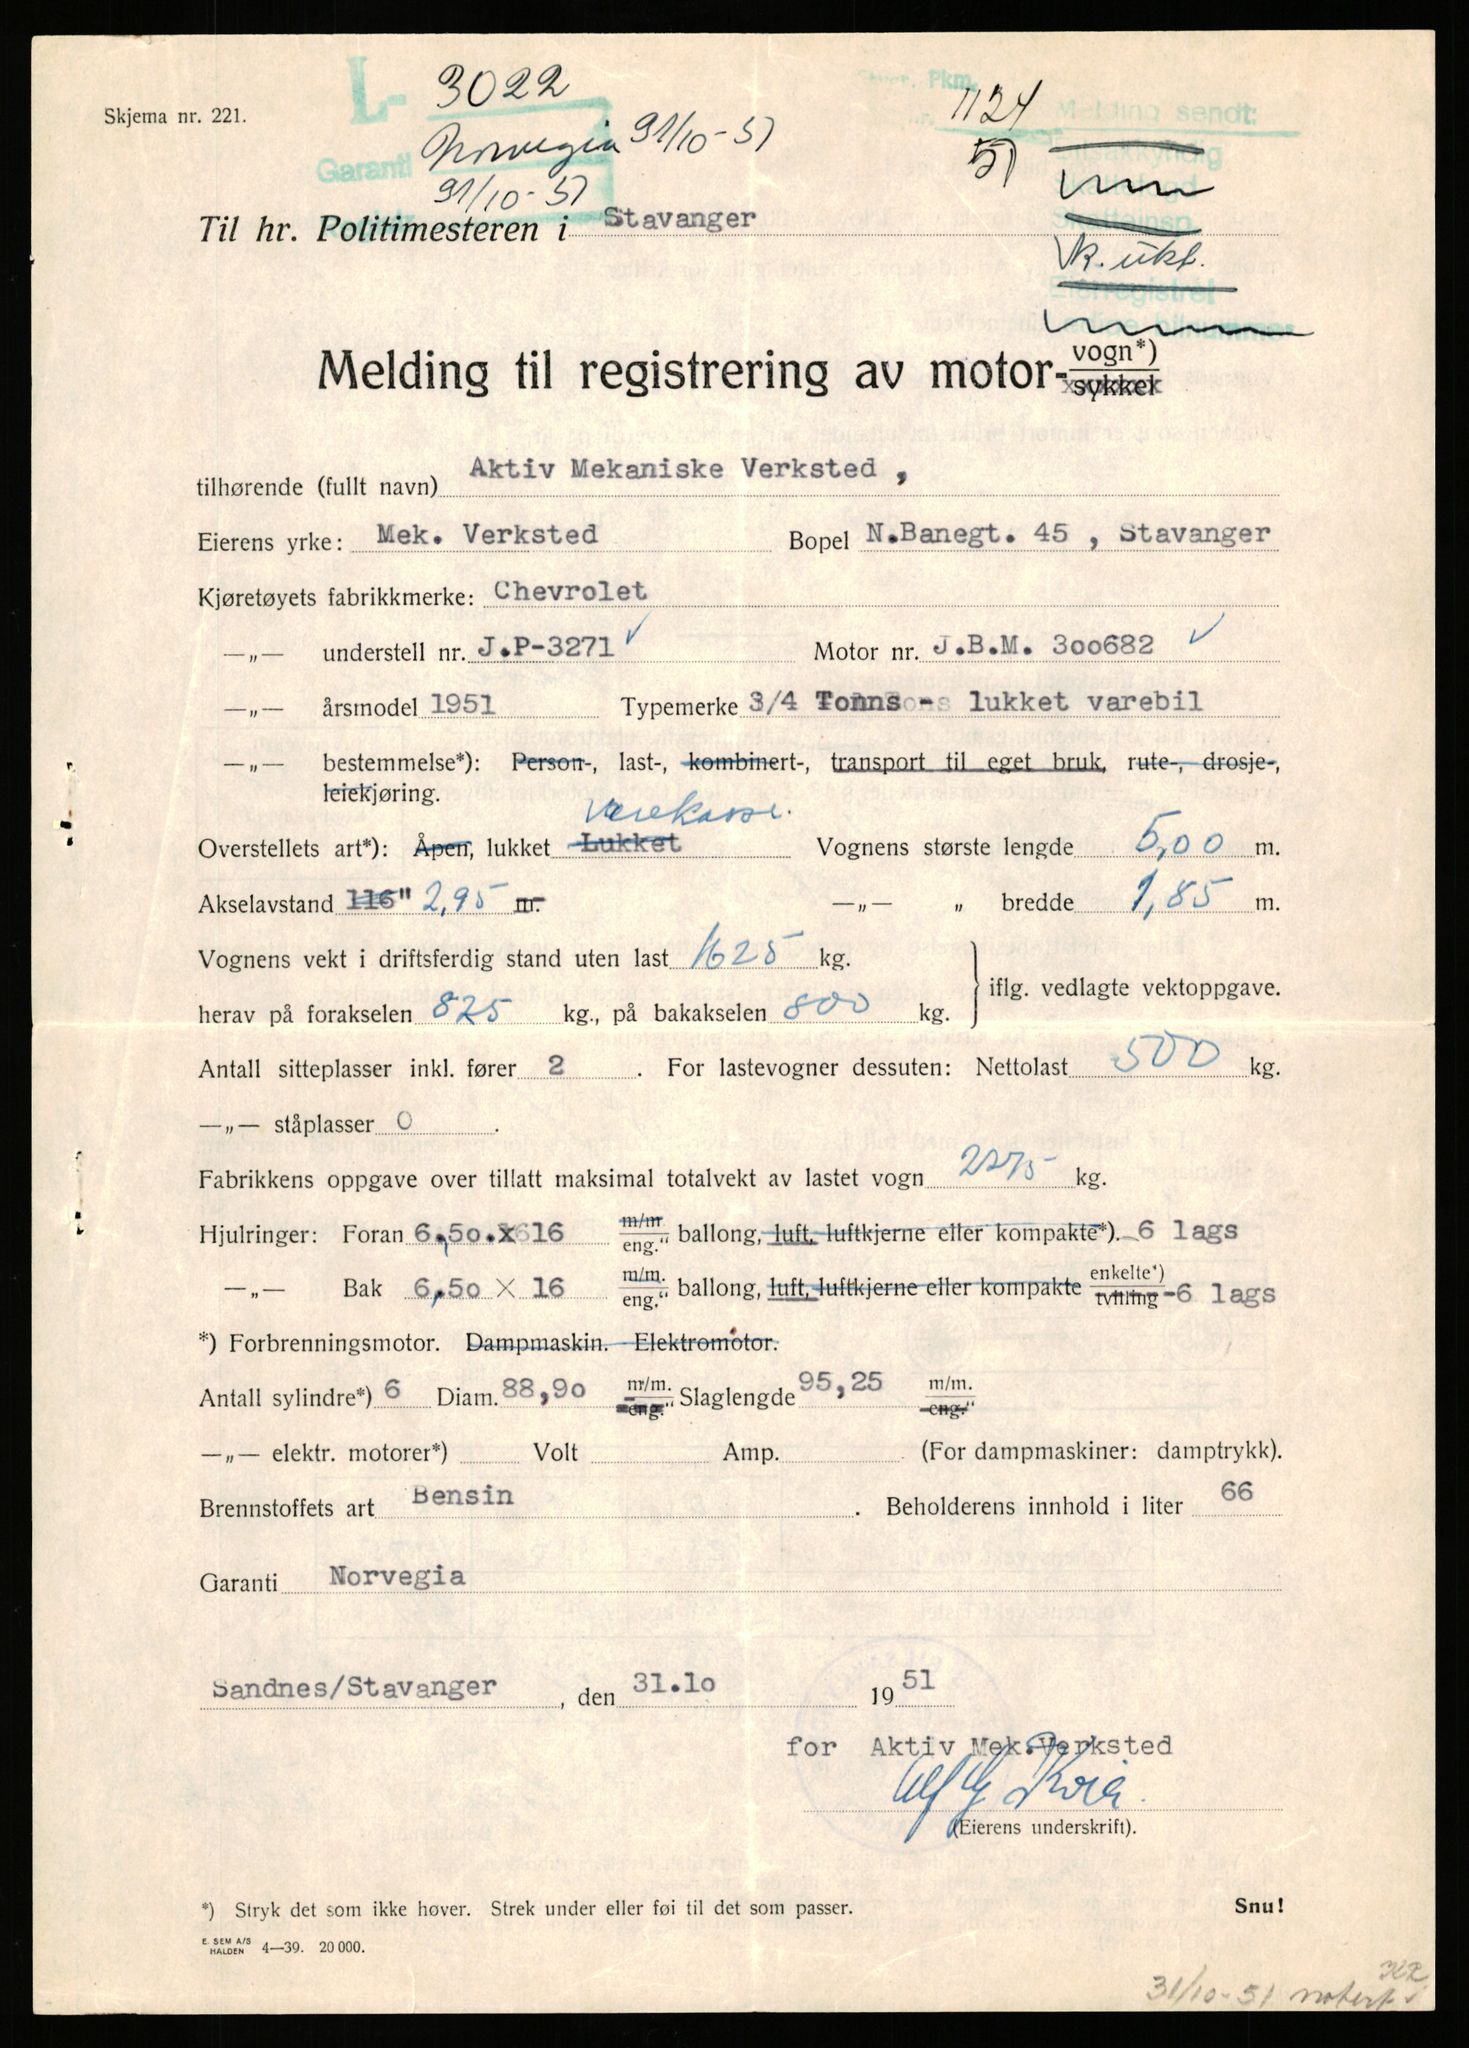 Skjema nr. 221.
L- 3022
Garanti Norvegia 31/10-51
31/10-51
Pkm.
1124
51
Melding sendt:
Bilsakkyndig
V. ukf.
Eierregistret
Til hr. Politimesteren i Stavanger
Melding til registrering av motor- vogn*)
sykkel
tilhørende (fullt navn) Aktiv Mekaniske Verksted ,
Eierens yrke: Mek. Verksted Bopel N.Banegt. 45 , Stavanger
Kjøretøyets fabrikkmerke: Chevrolet
—„— understell nr. J.P-3271 ✓ Motor nr. J.B.M. 300682 ✓
—„— årsmodel 1951 Typemerke 3/4 Tonns - lukket varebil
—„— bestemmelse*): Person-, last-, kombinert-, transport til eget bruk, rute-, drosje-,
leiekjøring.
varekasse.
Overstellets art*): Åpen, lukket Lukket Vognens største lengde 5,00 m.
Akselavstand 116" 2,95 m. —„— „ bredde 1,85 m.
Vognens vekt i driftsferdig stand uten last 1625 kg.
iflg. vedlagte vektoppgave.
herav på forakselen 825 kg., på bakakselen 800 kg.
Antall sitteplasser inkl. fører 2 . For lastevogner dessuten: Nettolast 500 kg.
—„— ståplasser 0 .
Fabrikkens oppgave over tillatt maksimal totalvekt av lastet vogn 2275 kg.
Hjulringer: Foran 6,50.x 16 m/m eng.“ ballong, luft, luftkjerne eller kompakte*). 6 lags
—„— Bak 6,50 X 16 m/m. eng.“ ballong, luft, luftkjerne eller kompakte enkelte*) tvilling -6 lags
*) Forbrenningsmotor. Dampmaskin. Elektromotor.
Antall sylindre*) 6 Diam. 88,90 m/m. eng.“ Slaglengde 95,25 m/m. eng.“
—„— elektr. motorer*) Volt Amp. (For dampmaskiner: damptrykk).
Brennstoffets art Bensin . Beholderens innhold i liter 66
Garanti Norvegia
Sandnes/Stavanger , den 31.10 1951
for Aktiv Mek.Verksted
(Eierens underskrift).
*) Stryk det som ikke høver. Strek under eller føi til det som passer. Snu!
E. SEM A/S
HALDEN 4—39. 20 000.
31/10-51 notert